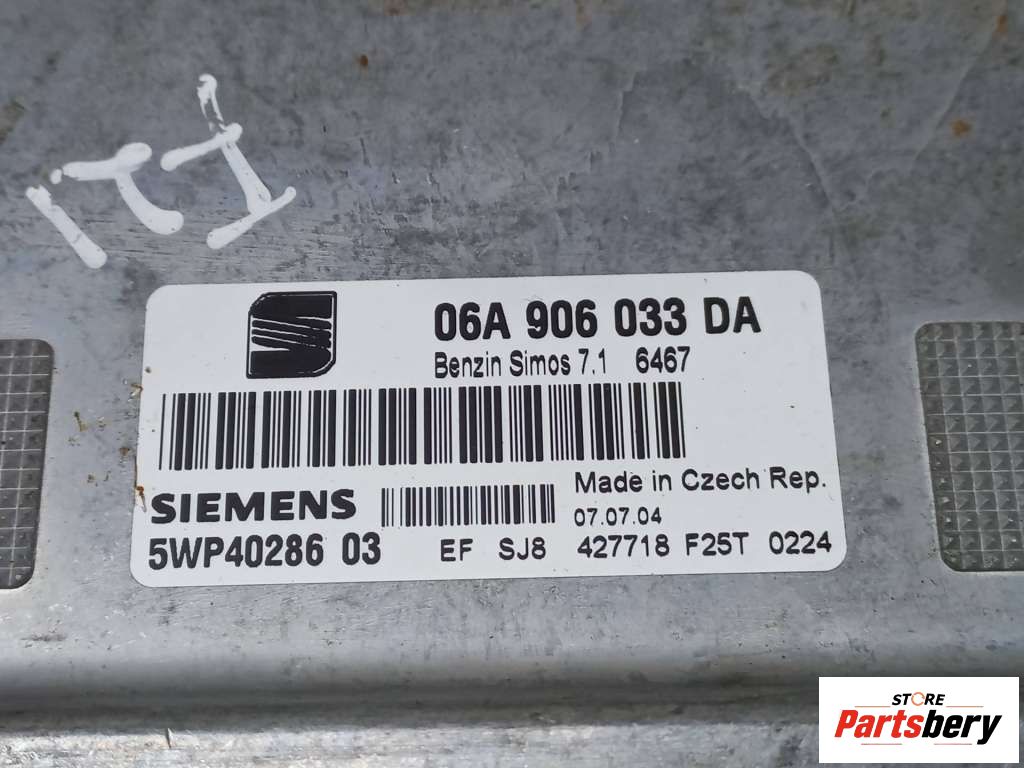 06A 906 033 DA
Benzin Simos 7.1 6467
Made in Czech Rep.
SIEMENS
07.07.04
5WP40286 03 EF SJ8 427718 F25T 0224
STORE
Partsbery